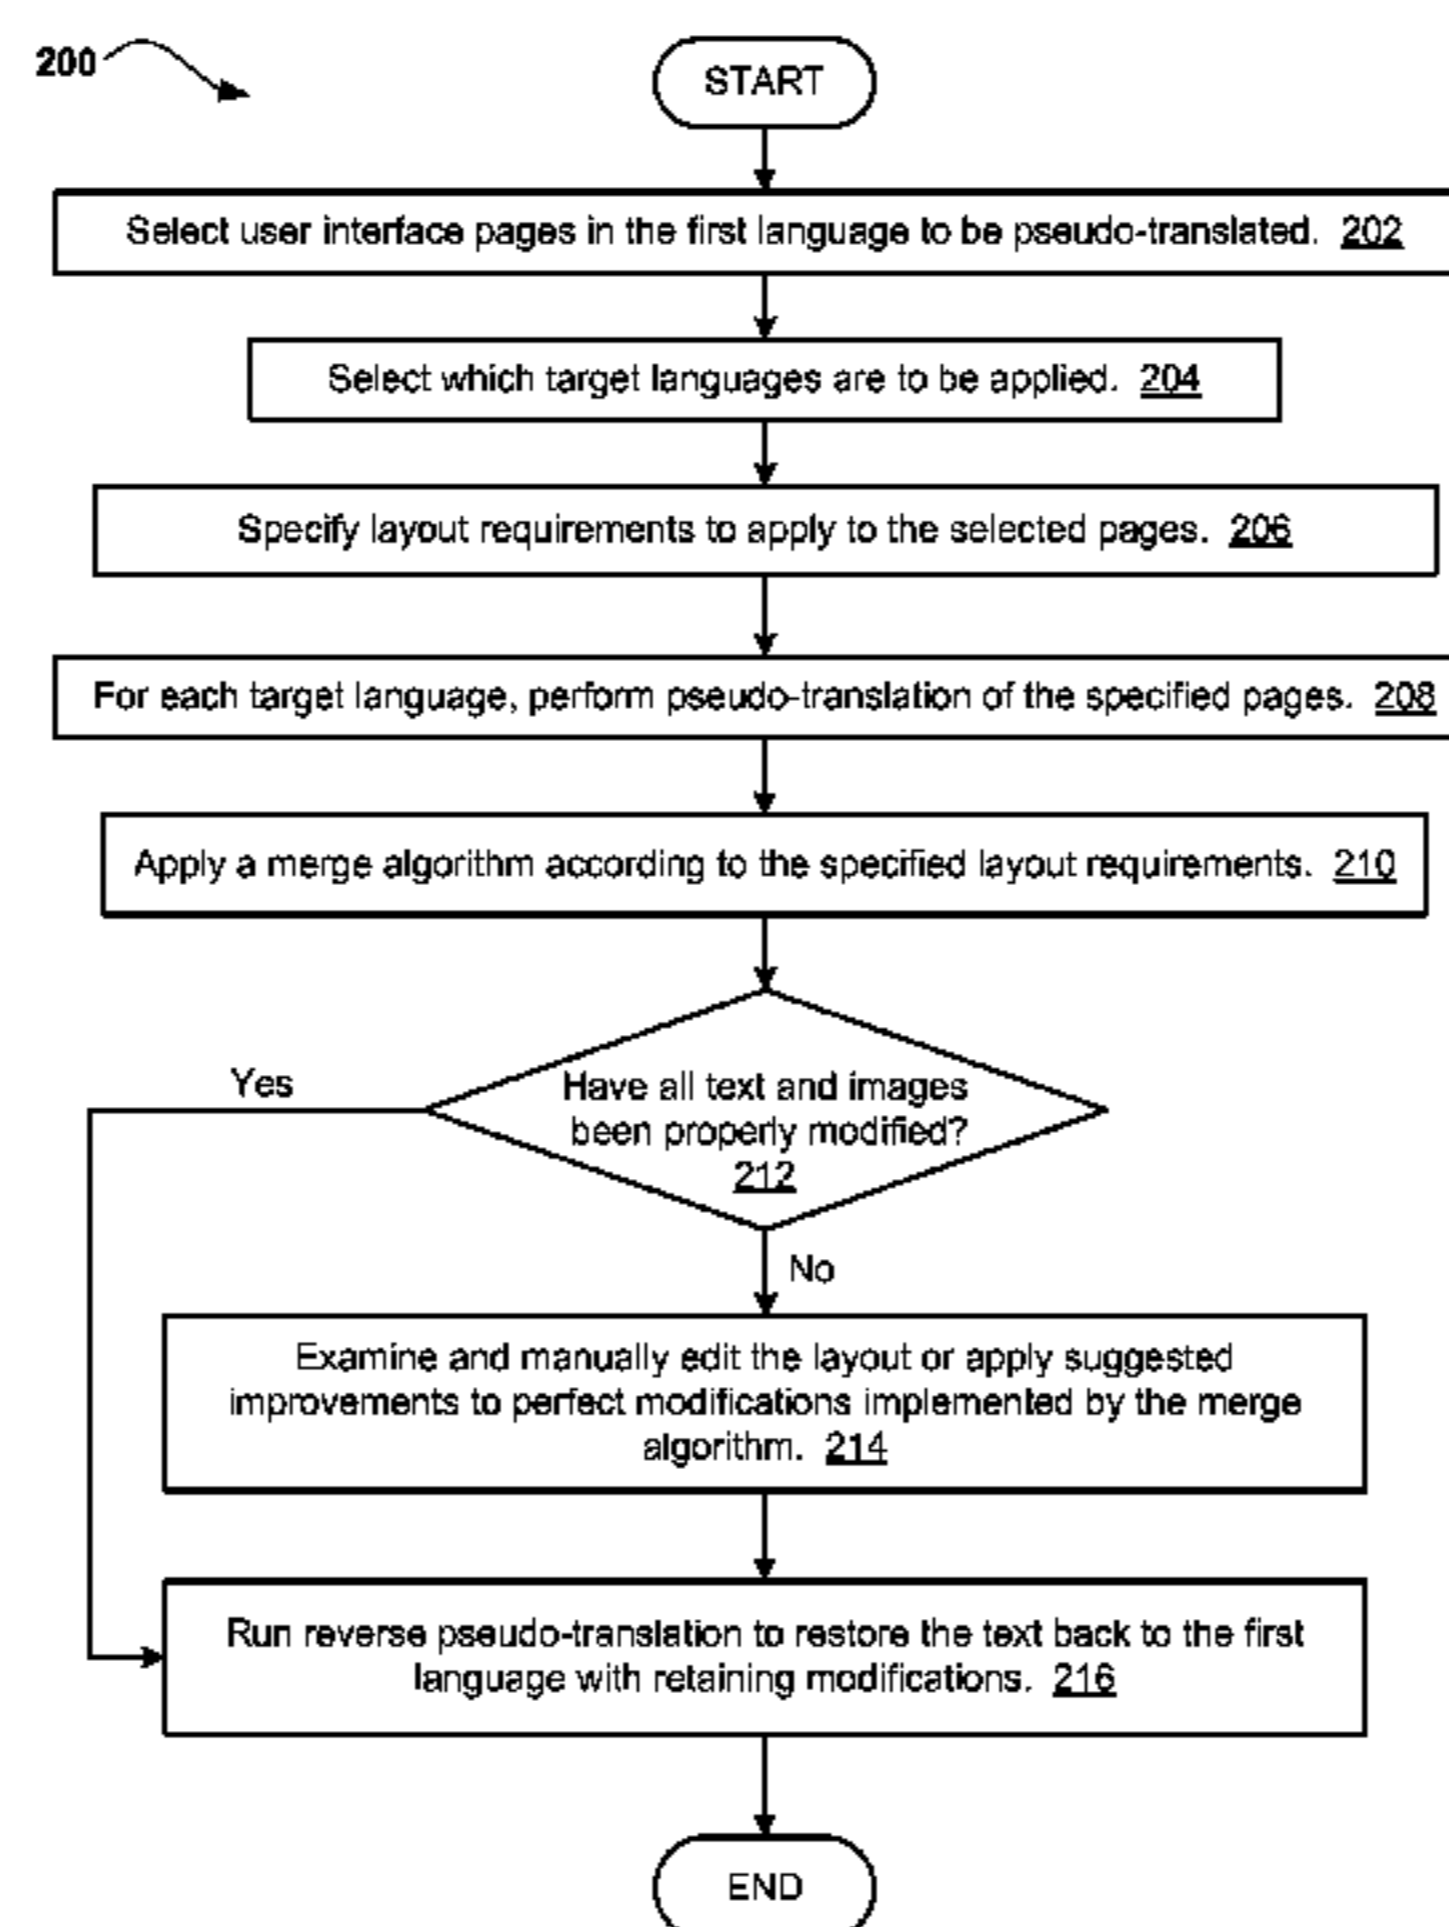 200
START
Select user interface pages in the first language to be pseudo-translated. 202
Select which target languages are to be applied. 204
Specify layout requirements to apply to the selected pages. 206
For each target language, perform pseudo-translation of the specified pages. 208
Apply a merge algorithm according to the specified layout requirements. 210
Yes
Have all text and images
been properly modified?
212
No
Examine and manually edit the layout or apply suggested
improvements to perfect modifications implemented by the merge
algorithm. 214
Run reverse pseudo-translation to restore the text back to the first
language with retaining modifications. 216
END